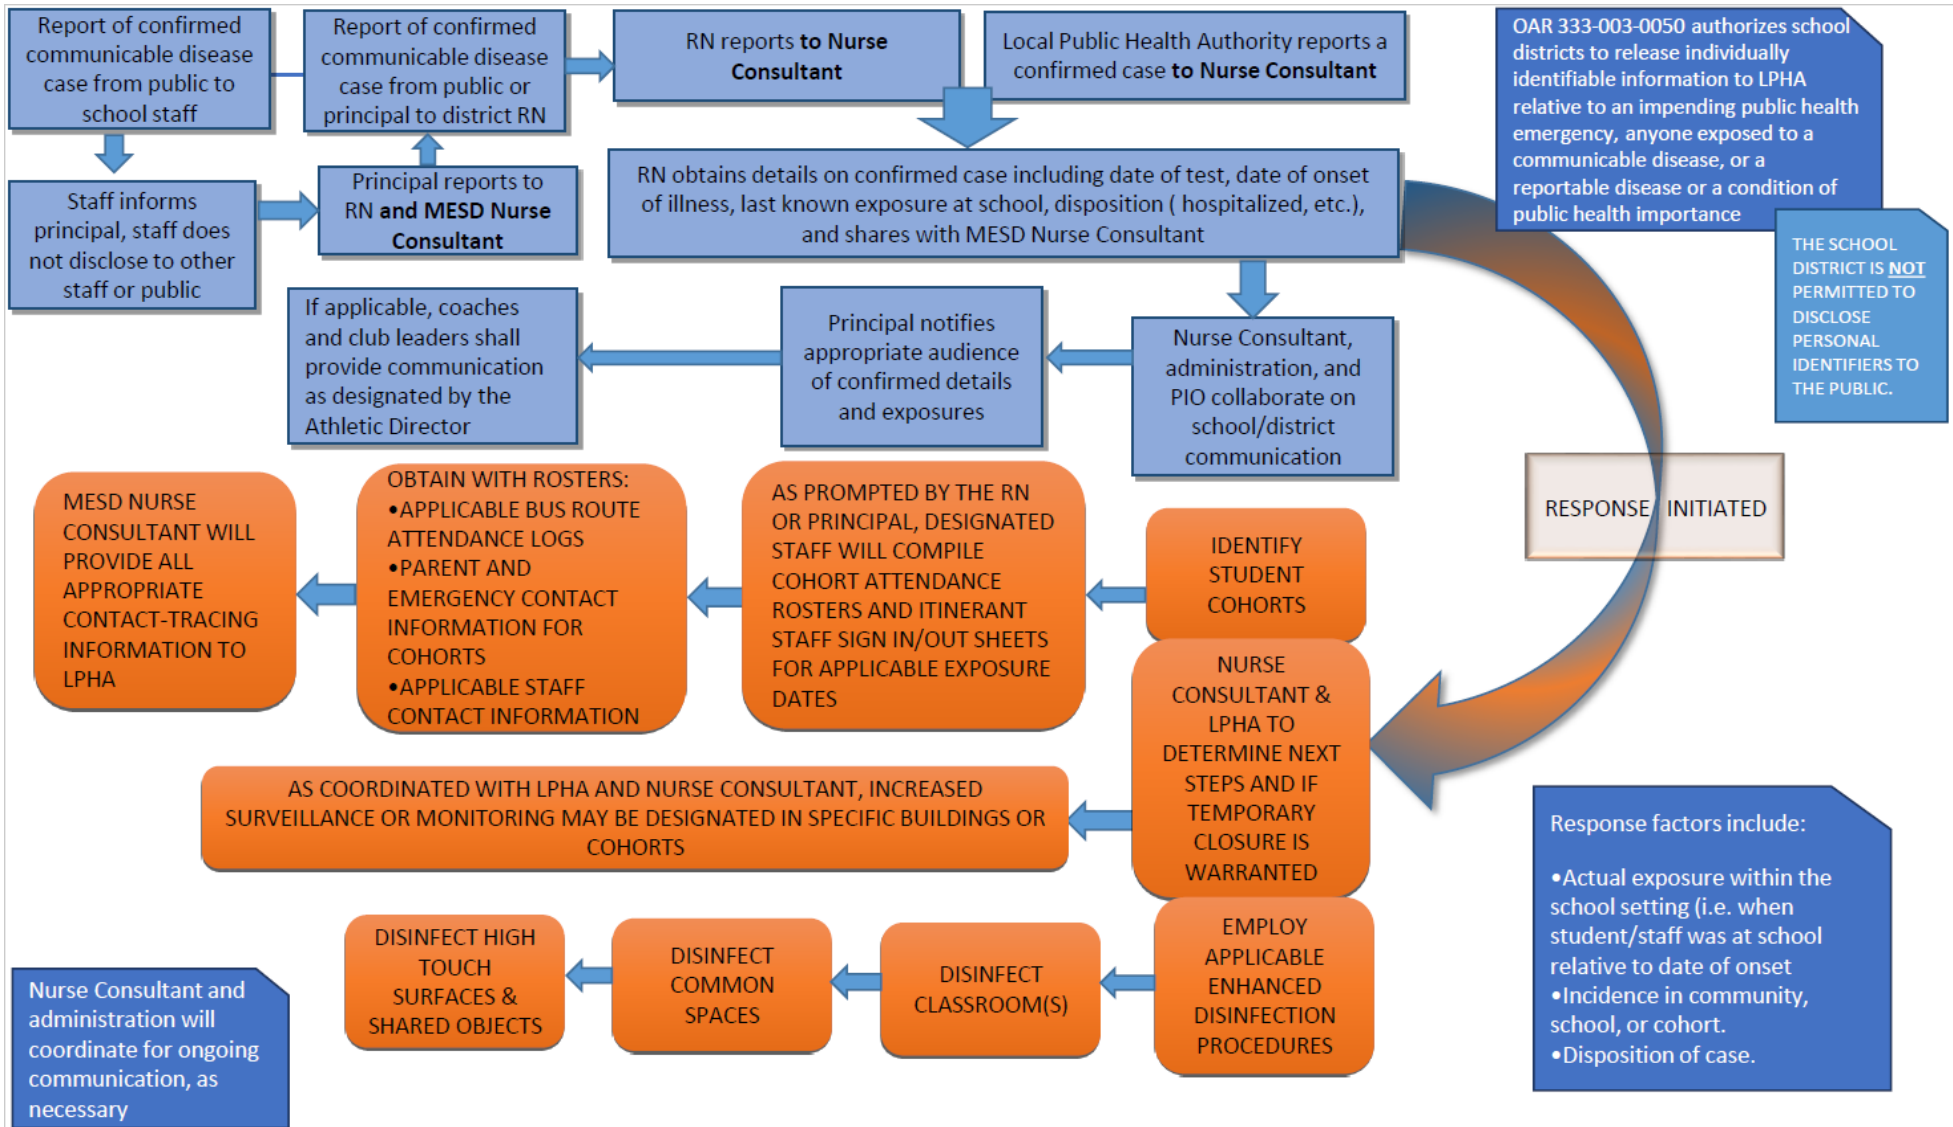 Report of confirmed
communicable disease
case from public to
school staff
Report of confirmed
communicable disease
case from public or
principal to district RN
RN reports to Nurse
Consultant
Local Public Health Authority reports a
confirmed case to Nurse Consultant
OAR 333-003-0050 authorizes school
districts to release individually
identifiable information to LPHA
relative to an impending public health
emergency, anyone exposed to a
communicable disease, or a
reportable disease or a condition of
public health importance
Staff informs
principal, staff does
not disclose to other
staff or public
Principal reports to
RN and MESD Nurse
Consultant
RN obtains details on confirmed case including date of test, date of onset
of illness, last known exposure at school, disposition ( hospitalized, etc.),
and shares with MESD Nurse Consultant
THE SCHOOL
DISTRICT IS NOT
PERMITTED TO
DISCLOSE
PERSONAL
IDENTIFIERS TO
THE PUBLIC.
If applicable, coaches
and club leaders shall
provide communication
as designated by the
Athletic Director
Principal notifies
appropriate audience
of confirmed details
and exposures
Nurse Consultant,
administration, and
PIO collaborate on
school/district
communication
MESD NURSE
CONSULTANT WILL
PROVIDE ALL
APPROPRIATE
CONTACT-TRACING
INFORMATION TO
LPHA
OBTAIN WITH ROSTERS:
•APPLICABLE BUS ROUTE
ATTENDANCE LOGS
•PARENT AND
EMERGENCY CONTACT
INFORMATION FOR
COHORTS
•APPLICABLE STAFF
CONTACT INFORMATION
AS PROMPTED BY THE RN
OR PRINCIPAL, DESIGNATED
STAFF WILL COMPILE
COHORT ATTENDANCE
ROSTERS AND ITINERANT
STAFF SIGN IN/OUT SHEETS
FOR APPLICABLE EXPOSURE
DATES
IDENTIFY
STUDENT
COHORTS
RESPONSE INITIATED
NURSE
CONSULTANT &
LPHA TO
DETERMINE NEXT
STEPS AND IF
TEMPORARY
CLOSURE IS
WARRANTED
AS COORDINATED WITH LPHA AND NURSE CONSULTANT, INCREASED
SURVEILLANCE OR MONITORING MAY BE DESIGNATED IN SPECIFIC BUILDINGS OR
COHORTS
Response factors include:
•Actual exposure within the
school setting (i.e. when
student/staff was at school
relative to date of onset
•Incidence in community,
school, or cohort.
•Disposition of case.
DISINFECT HIGH
TOUCH
SURFACES &
SHARED OBJECTS
DISINFECT
COMMON
SPACES
DISINFECT
CLASSROOM(S)
EMPLOY
APPLICABLE
ENHANCED
DISINFECTION
PROCEDURES
Nurse Consultant and
administration will
coordinate for ongoing
communication, as
necessary